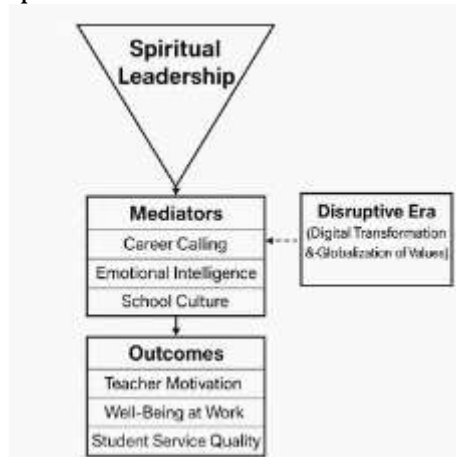 Spiritual
Leadership
Mediators
Career Calling
Emotional Intelligence
School Culture
Disruptive Era
(Digital Transformation
&Globalization of Values)
Outcomes
Teacher Motivation
Well-Being at Work
Student Service Quality